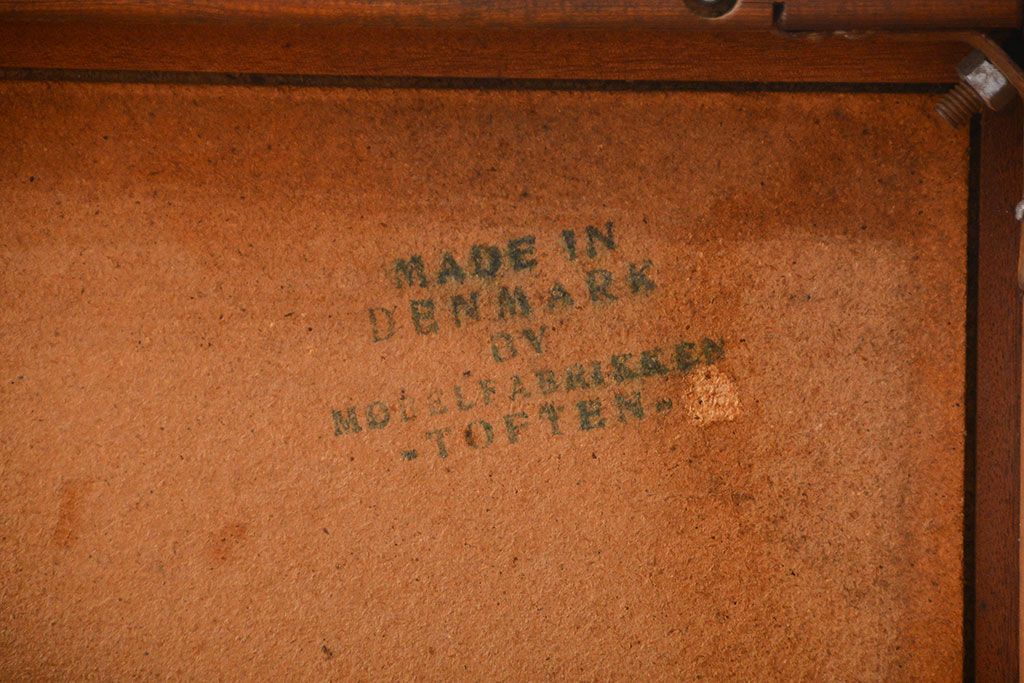 MADE IN
DENMARK
BY
MØBELFABRIKKEN
-TOFTEN-